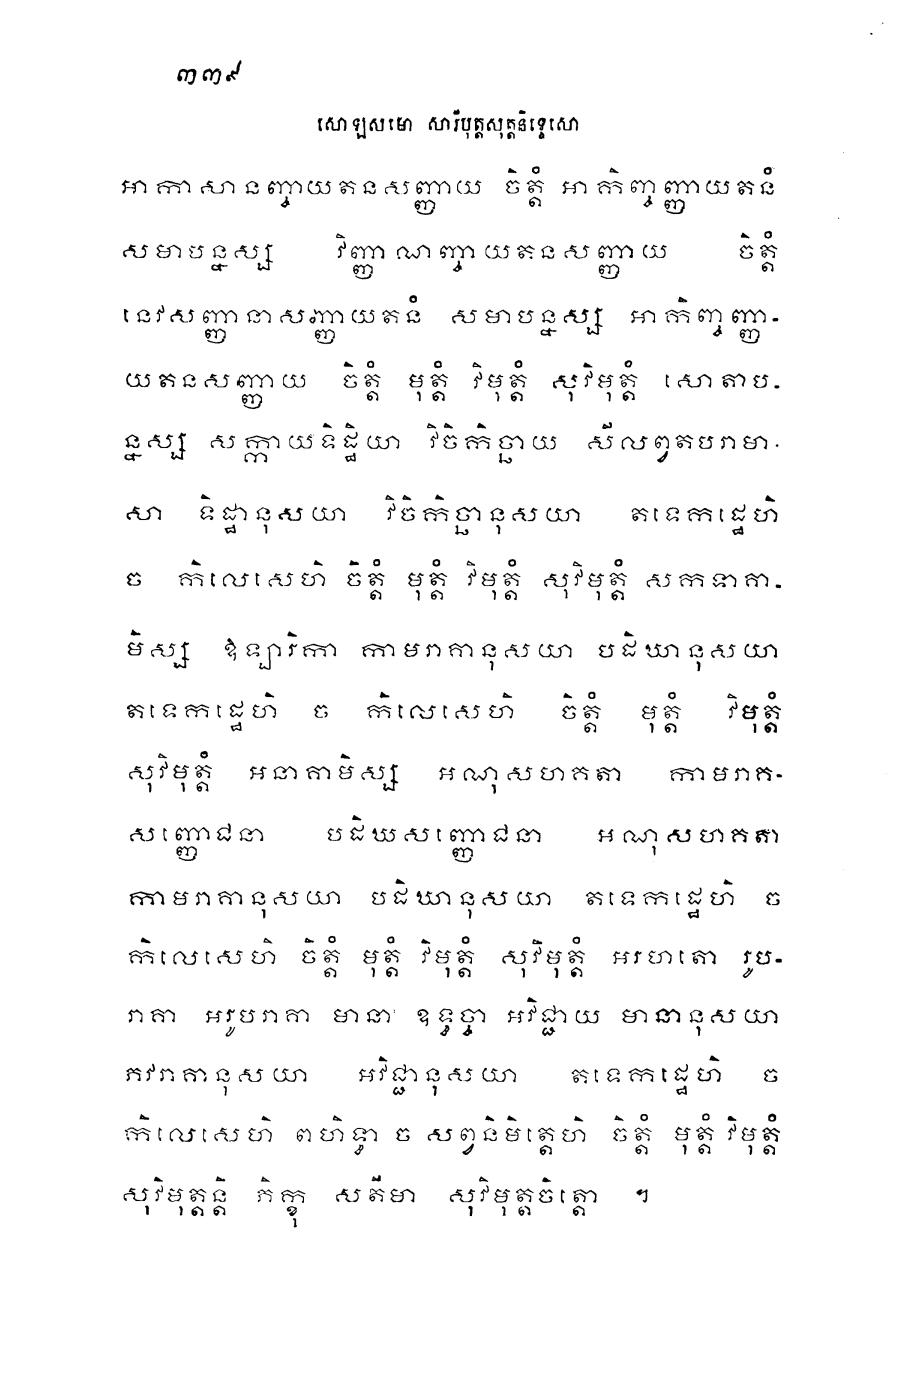 ៣៣៩
សោឡសមោ សារីបុត្តសុត្តនិទ្ទេសោ
អាកាសានញ្ចាយតនសញ្ញាយ ចិត្តំ អាកិញ្ចញ្ញាយតនំ
សមាបន្នស្ស វិញ្ញាណញ្ចាយតនសញ្ញាយ ចិត្តំ
នេវសញ្ញានាសញ្ញាយតនំ សមាបន្នស្ស អាកិញ្ចញ្ញា-
យតនសញ្ញាយ ចិត្តំ មុត្តំ វិមុត្តំ សុវិមុត្តំ សោតាប-
ន្នស្ស សក្កាយទិដ្ឋិយា វិចិកិច្ឆាយ សីលព្វតបរាមា-
សា ទិដ្ឋានុសយា វិចិកិច្ឆានុសយា តទេកដ្ឋេហិ
ច កិលេសេហិ ចិត្តំ មុត្តំ វិមុត្តំ សុវិមុត្តំ សកទាគា-
មិស្ស ឱឡារិកា កាមរាគានុសយា បដិឃានុសយា
តទេកដ្ឋេហិ ច កិលេសេហិ ចិត្តំ មុត្តំ វិមុត្តំ
សុវិមុត្តំ អនាគាមិស្ស អណុសហគតា កាមរាគ-
សញ្ញោជនា បដិឃសញ្ញោជនា អណុសហគតា
កាមរាគានុសយា បដិឃានុសយា តទេកដ្ឋេហិ ច
កិលេសេហិ ចិត្តំ មុត្តំ វិមុត្តំ សុវិមុត្តំ អរហតោ រូប-
រាគា អរូបរាគា មានា ឧទ្ធច្ចា អវិជ្ជាយ មានានុសយា
ភវរាគានុសយា អវិជ្ជានុសយា តទេកដ្ឋេហិ ច
កិលេសេហិ ពហិទ្ធា ច សព្វនិមិត្តេហិ ចិត្តំ មុត្តំ វិមុត្តំ
សុវិមុត្តន្តិ ភិក្ខុ សតីមា សុវិមុត្តចិត្តោ ។